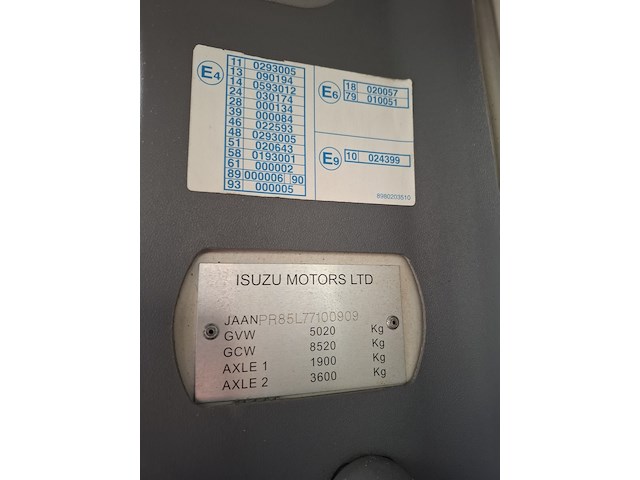 E4
11 0293005
13 090194
14 0593012
24 030174
28 000134
39 000084
46 022593
48 0293005
51 020643
58 0193001
61 000002
89 000006 90
93 000005
E6
18 020057
79 010051
E9
10 024399
8980203510
ISUZU MOTORS LTD
JAANPR85L77100909
GVW 5020 Kg
GCW 8520 Kg
AXLE 1 1900 Kg
AXLE 2 3600 Kg